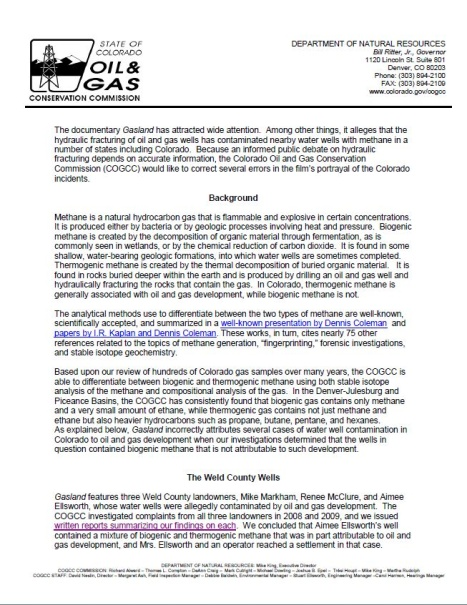 STATE OF
COLORADO
OIL&
GAS
CONSERVATION COMMISSION
DEPARTMENT OF NATURAL RESOURCES
Bill Ritter, Jr., Governor
1120 Lincoln St. Suite 801
Denver, CO 80203
Phone: (303) 894-2100
FAX: (303) 894-2109
www.colorado.gov/cogcc
The documentary Gasland has attracted wide attention. Among other things, it alleges that the
hydraulic fracturing of oil and gas wells has contaminated nearby water wells with methane in a
number of states including Colorado. Because an informed public debate on hydraulic
fracturing depends on accurate information, the Colorado Oil and Gas Conservation
Commission (COGCC) would like to correct several errors in the film's portrayal of the Colorado
incidents.
Background
Methane is a natural hydrocarbon gas that is flammable and explosive in certain concentrations.
It is produced either by bacteria or by geologic processes involving heat and pressure. Biogenic
methane is created by the decomposition of organic material through fermentation, as is
commonly seen in wetlands, or by the chemical reduction of carbon dioxide. It is found in some
shallow, water-bearing geologic formations, into which water wells are sometimes completed.
Thermogenic methane is created by the thermal decomposition of buried organic material. It is
found in rocks buried deeper within the earth and is produced by drilling an oil and gas well and
hydraulically fracturing the rocks that contain the gas. In Colorado, thermogenic methane is
generally associated with oil and gas development, while biogenic methane is not.
The analytical methods use to differentiate between the two types of methane are well-known,
scientifically accepted, and summarized in a well-known presentation by Dennis Coleman and
papers by I.R. Kaplan and Dennis Coleman. These works, in turn, cites nearly 75 other
references related to the topics of methane generation, "fingerprinting," forensic investigations,
and stable isotope geochemistry.
Based upon our review of hundreds of Colorado gas samples over many years, the COGCC is
able to differentiate between biogenic and thermogenic methane using both stable isotope
analysis of the methane and compositional analysis of the gas. In the Denver-Julesburg and
Piceance Basins, the COGCC has consistently found that biogenic gas contains only methane
and a very small amount of ethane, while thermogenic gas contains not just methane and
ethane but also heavier hydrocarbons such as propane, butane, pentane, and hexanes.
As explained below, Gasland incorrectly attributes several cases of water well contamination in
Colorado to oil and gas development when our investigations determined that the wells in
question contained biogenic methane that is not attributable to such development.
The Weld County Wells
Gasland features three Weld County landowners, Mike Markham, Renee McClure, and Aimee
Ellsworth, whose water wells were allegedly contaminated by oil and gas development. The
COGCC investigated complaints from all three landowners in 2008 and 2009, and we issued
written reports summarizing our findings on each. We concluded that Aimee Ellsworth's well
contained a mixture of biogenic and thermogenic methane that was in part attributable to oil and
gas development, and Mrs. Ellsworth and an operator reached a settlement in that case.
DEPARTMENT OF NATURAL RESOURCES: Mike King, Executive Director
COGCC COMMISSION: Richard Alward – Thomas L. Compton – DeAnn Craig – Mark Cutright – Michael Dowling – Joshua B. Epel – Trési Houpt – Mike King – Martha Rudolph
COGCC STAFF: David Neslin, Director – Margaret Ash, Field Inspection Manager – Debbie Baldwin, Environmental Manager – Stuart Ellsworth, Engineering Manager –Carol Harmon, Hearings Manager